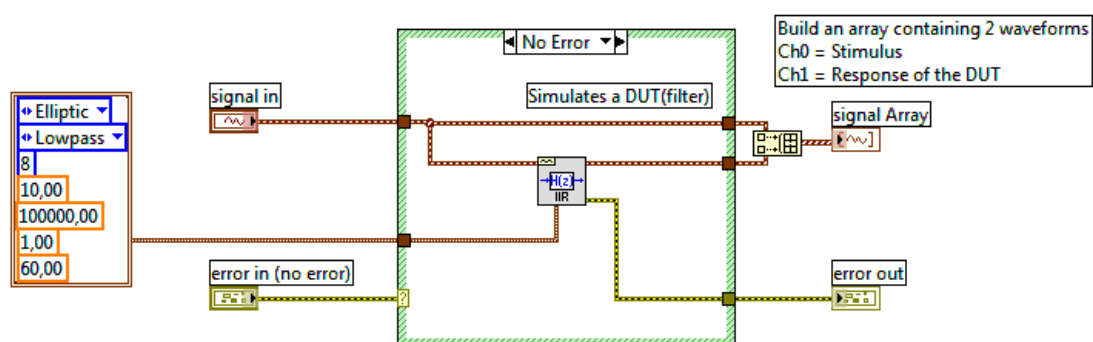 No Error
Build an array containing 2 waveforms
Ch0 = Stimulus
Ch1 = Response of the DUT
signal in
Simulates a DUT(filter)
signal Array
Elliptic
Lowpass
8
10,00
100000,00
1,00
60,00
H(z)
IIR
error in (no error)
?
error out